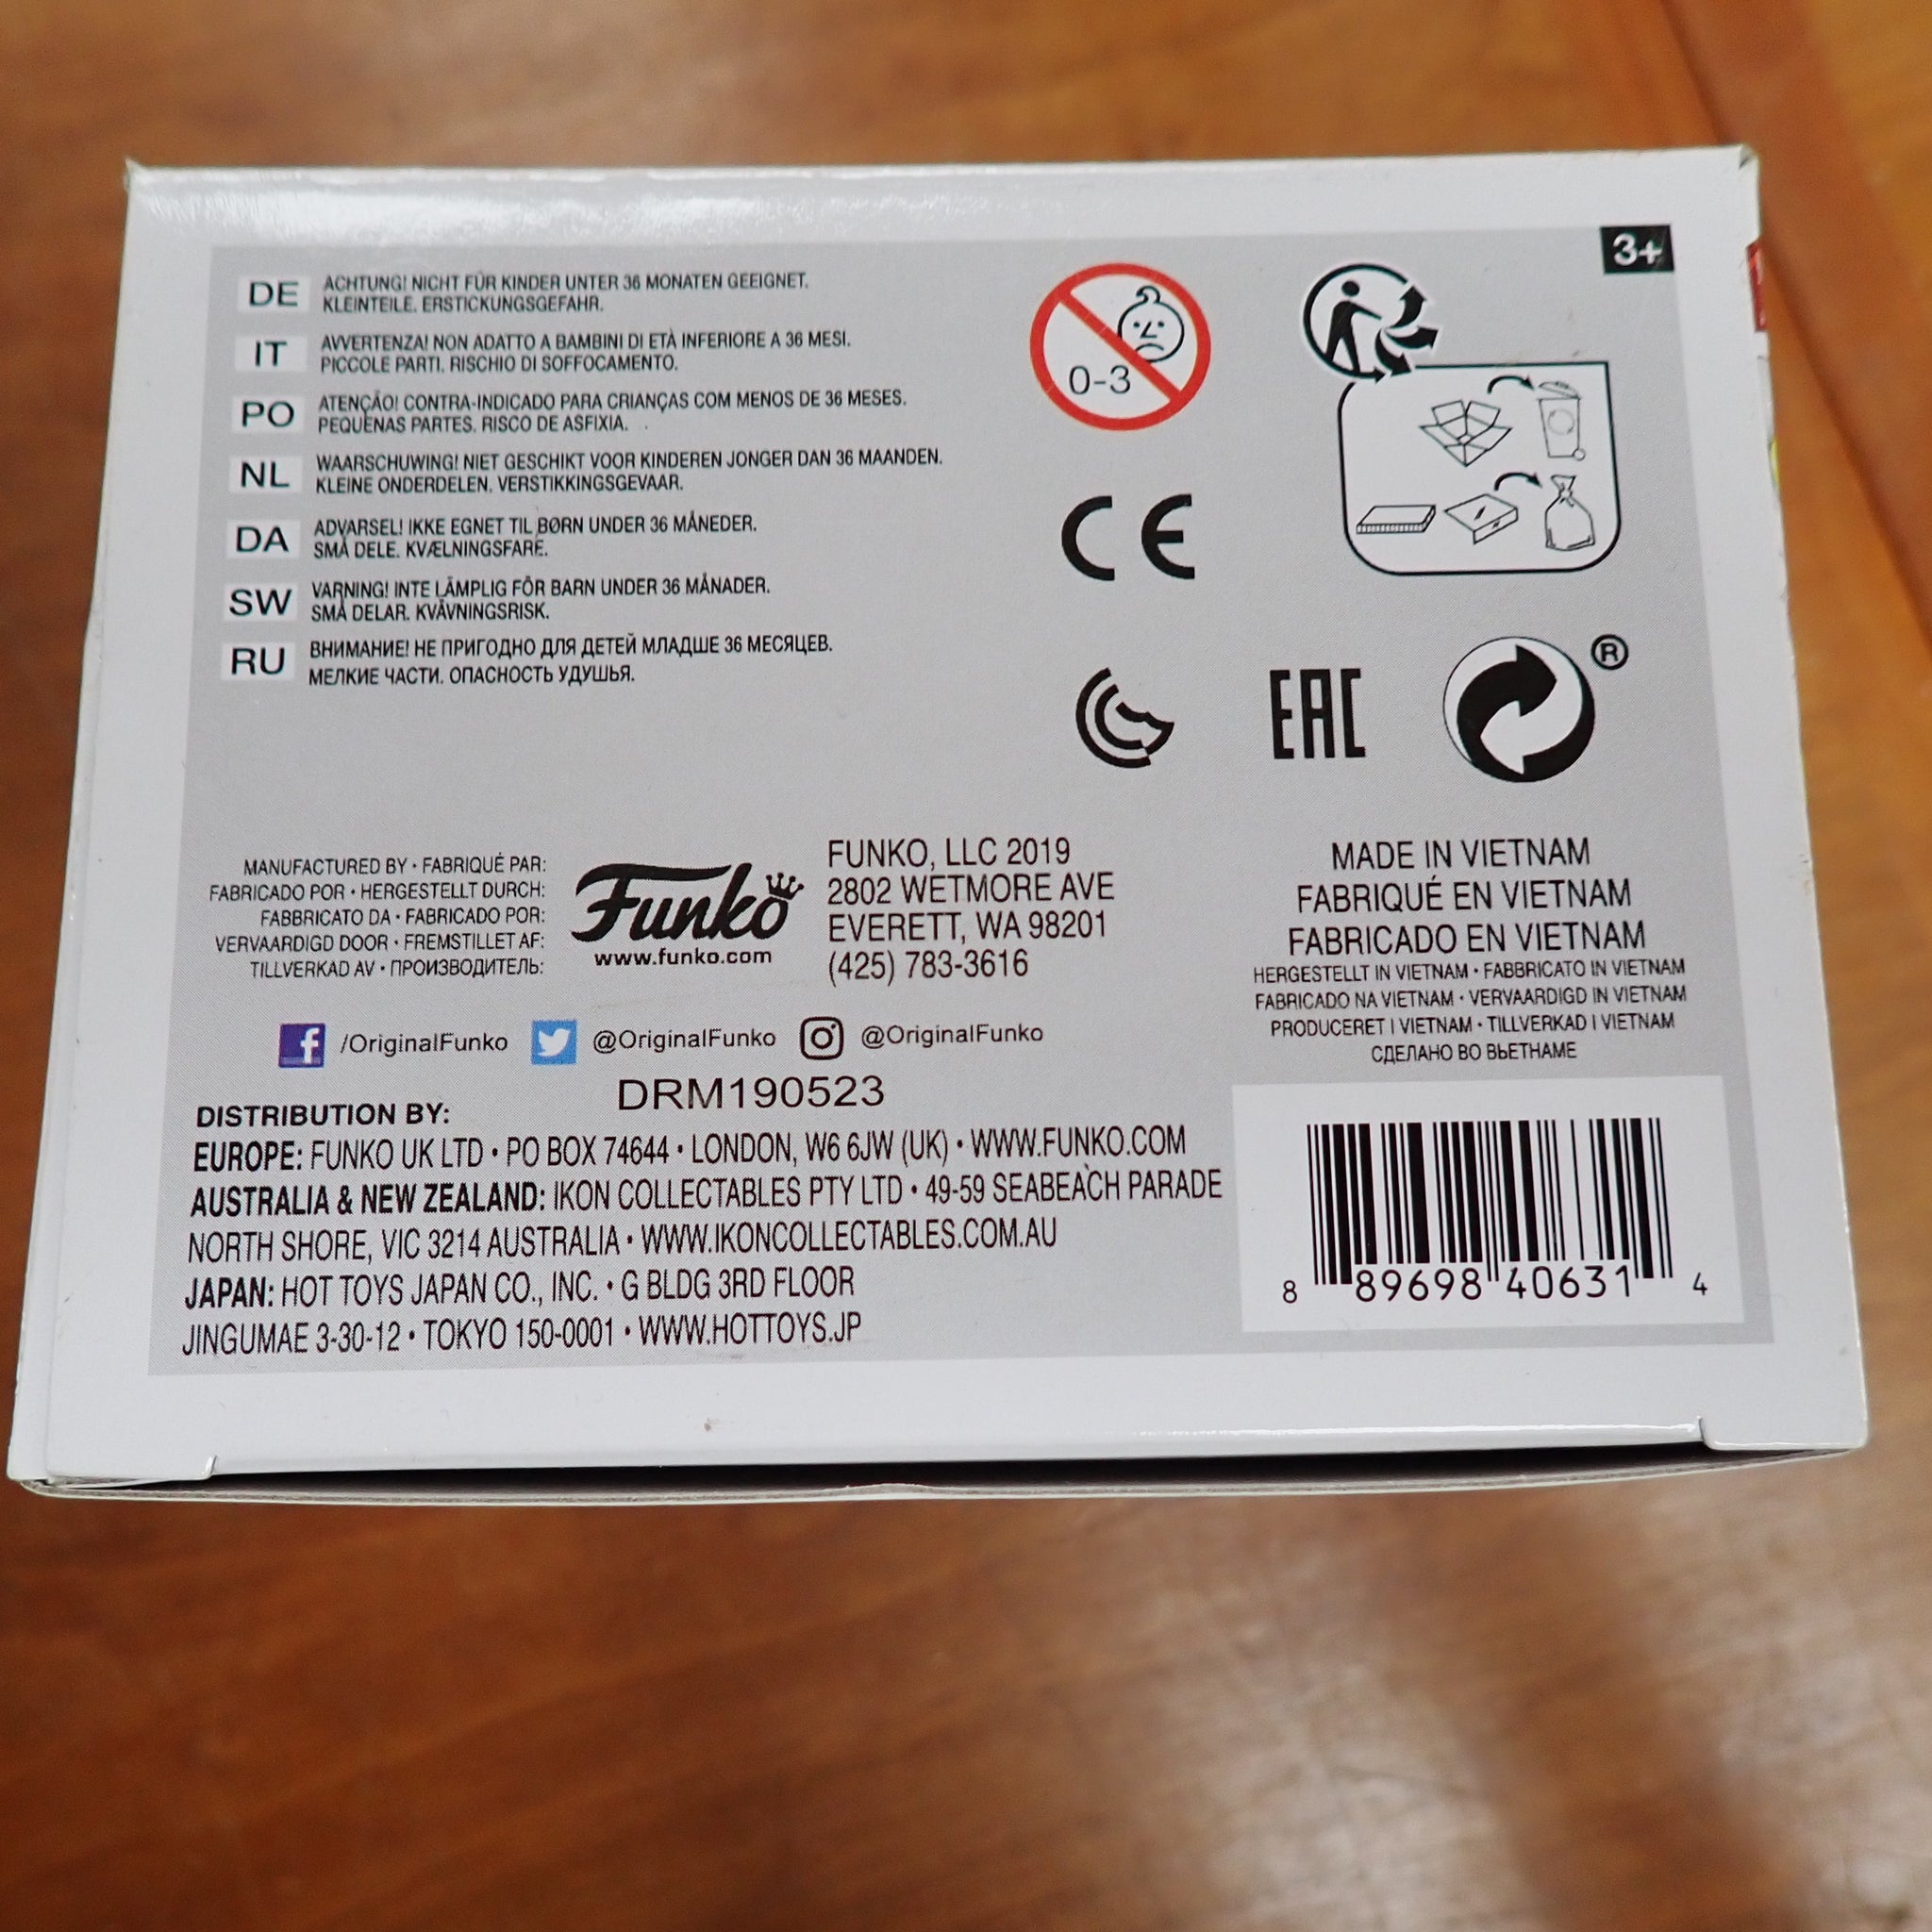 3+
DE
ACHTUNG! NICHT FÜR KINDER UNTER 36 MONATEN GEEIGNET.
KLEINTEILE. ERSTICKUNGSGEFAHR.
IT
AVVERTENZA! NON ADATTO A BAMBINI DI ETÀ INFERIORE A 36 MESI.
PICCOLE PARTI. RISCHIO DI SOFFOCAMENTO.
PO
ATENÇÃO! CONTRA-INDICADO PARA CRIANÇAS COM MENOS DE 36 MESES.
PEQUENAS PARTES. RISCO DE ASFIXIA.
NL
WAARSCHUWING! NIET GESCHIKT VOOR KINDEREN JONGER DAN 36 MAANDEN.
KLEINE ONDERDELEN. VERSTIKKINGSGEVAAR.
DA
ADVARSEL! IKKE EGNET TIL BØRN UNDER 36 MÅNEDER.
SMÅ DELE. KVÆLNINGSFARE.
SW
VARNING! INTE LÄMPLIG FÖR BARN UNDER 36 MÅNADER.
SMÅ DELAR. KVÄVNINGSRISK.
RU
ВНИМАНИЕ! НЕ ПРИГОДНО ДЛЯ ДЕТЕЙ МЛАДШЕ 36 МЕСЯЦЕВ.
МЕЛКИЕ ЧАСТИ. ОПАСНОСТЬ УДУШЬЯ.
0-3
CE
EAC
®
MANUFACTURED BY • FABRIQUÉ PAR:
FABRICADO POR • HERGESTELLT DURCH:
FABBRICATO DA • FABRICADO POR:
VERVAARDIGD DOOR • FREMSTILLET AF:
TILLVERKAD AV • ПРОИЗВОДИТЕЛЬ:
Funko
www.funko.com
FUNKO, LLC 2019
2802 WETMORE AVE
EVERETT, WA 98201
(425) 783-3616
MADE IN VIETNAM
FABRIQUÉ EN VIETNAM
FABRICADO EN VIETNAM
HERGESTELLT IN VIETNAM • FABBRICATO IN VIETNAM
FABRICADO NA VIETNAM • VERVAARDIGD IN VIETNAM
PRODUCERET I VIETNAM • TILLVERKAD I VIETNAM
СДЕЛАНО ВО ВЬЕТНАМЕ
/OriginalFunko @OriginalFunko @OriginalFunko
DRM190523
DISTRIBUTION BY:
EUROPE: FUNKO UK LTD • PO BOX 74644 • LONDON, W6 6JW (UK) • WWW.FUNKO.COM
AUSTRALIA & NEW ZEALAND: IKON COLLECTABLES PTY LTD • 49-59 SEABEACH PARADE
NORTH SHORE, VIC 3214 AUSTRALIA • WWW.IKONCOLLECTABLES.COM.AU
JAPAN: HOT TOYS JAPAN CO., INC. • G BLDG 3RD FLOOR
JINGUMAE 3-30-12 • TOKYO 150-0001 • WWW.HOTTOYS.JP
8 89698 40631 4